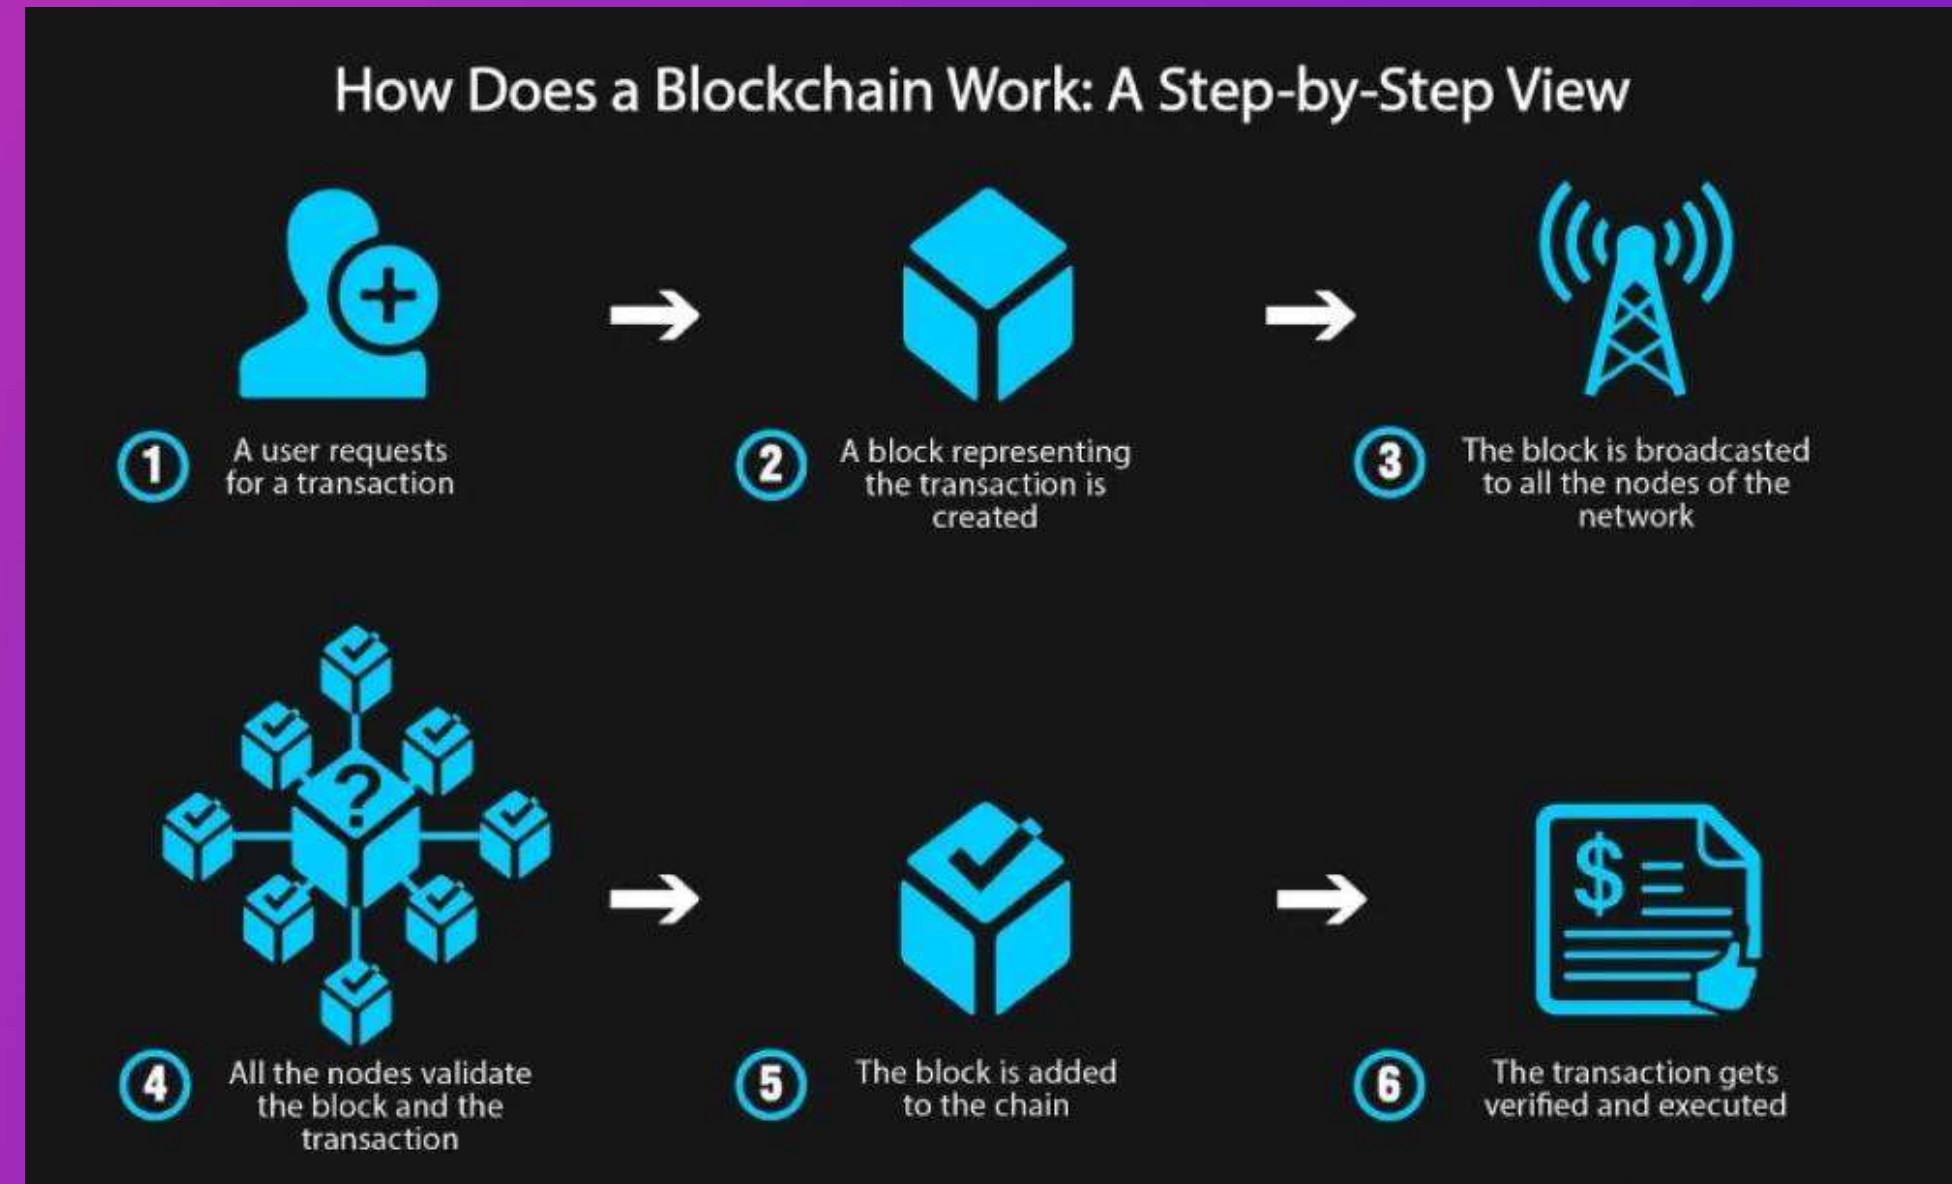 How Does a Blockchain Work: A Step-by-Step View
1
A user requests
for a transaction
2
A block representing
the transaction is
created
3
The block is broadcasted
to all the nodes of the
network
?
4
All the nodes validate
the block and the
transaction
5
The block is added
to the chain
$
6
The transaction gets
verified and executed